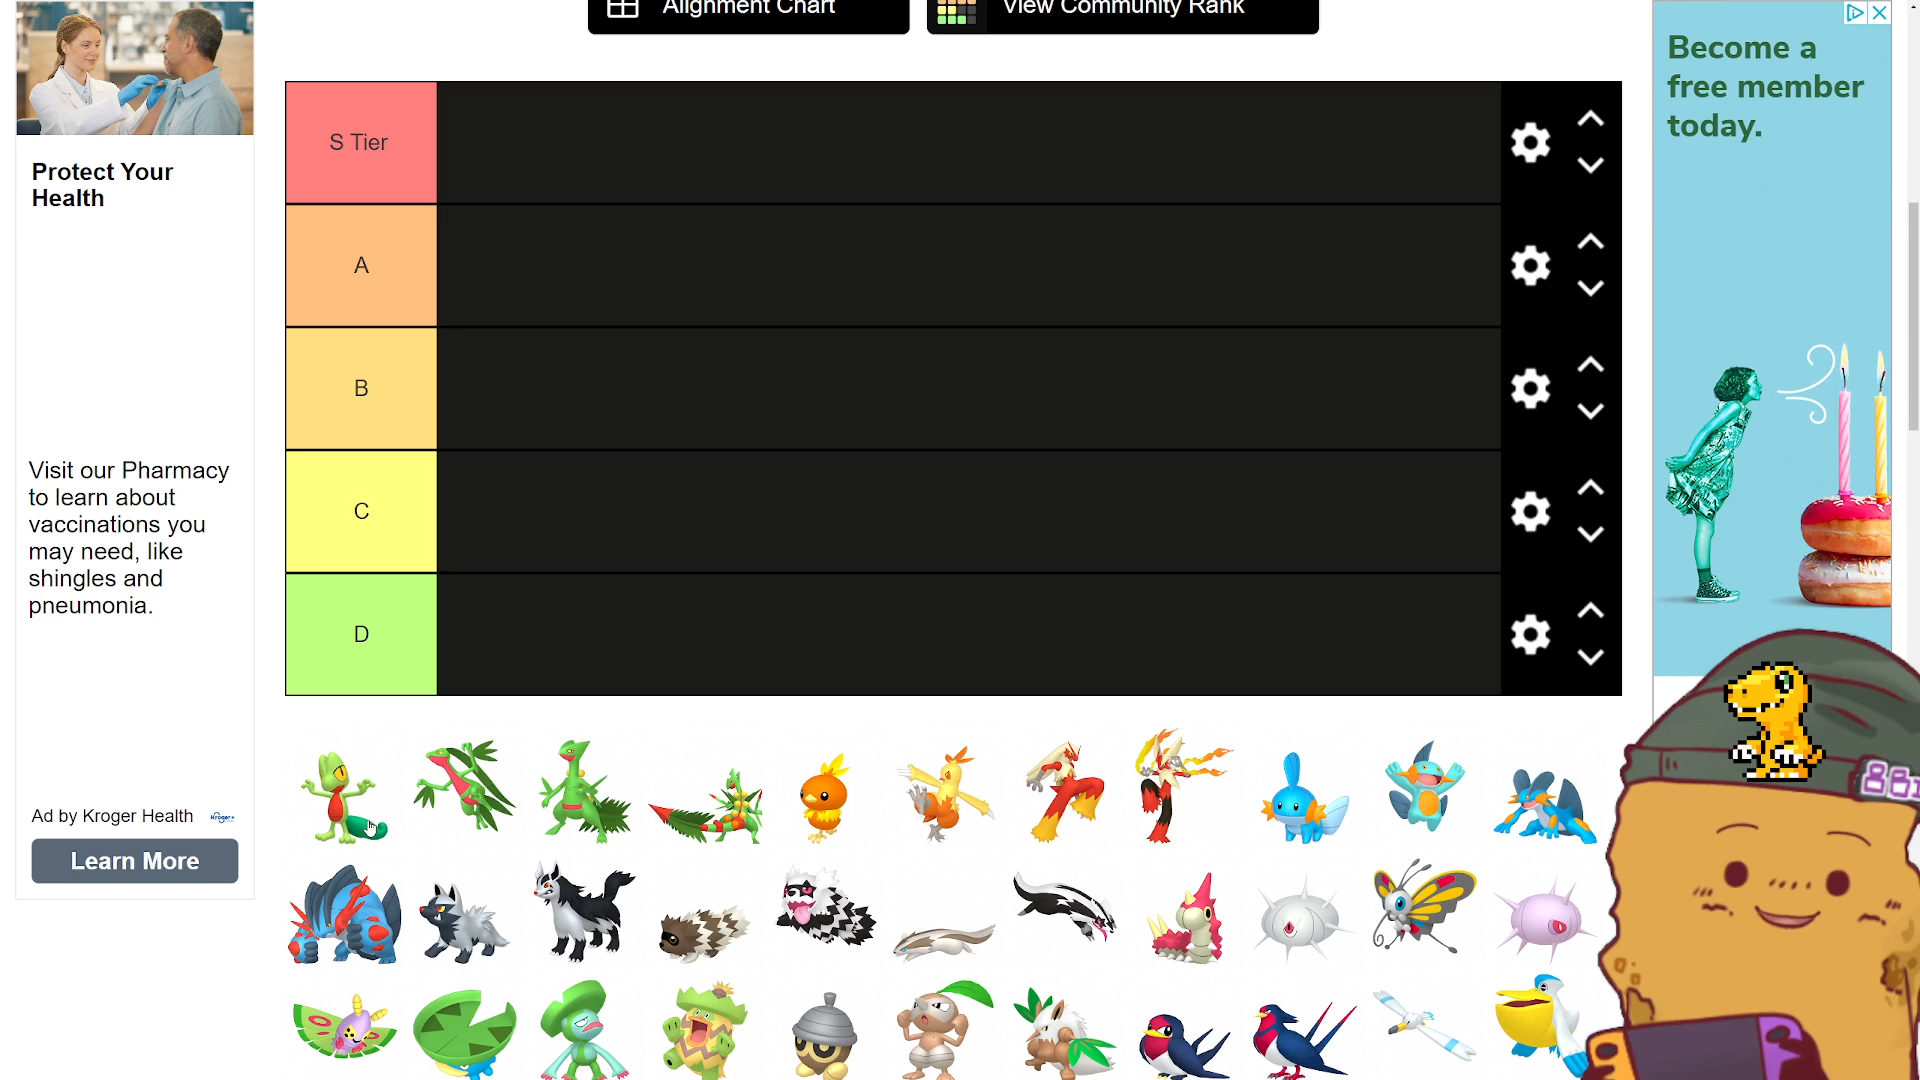 Alignment Chart
View Community Rank
Become a
free member
today.
S Tier
A
B
C
D
Protect Your
Health
Visit our Pharmacy
to learn about
vaccinations you
may need, like
shingles and
pneumonia.
Ad by Kroger Health
Learn More